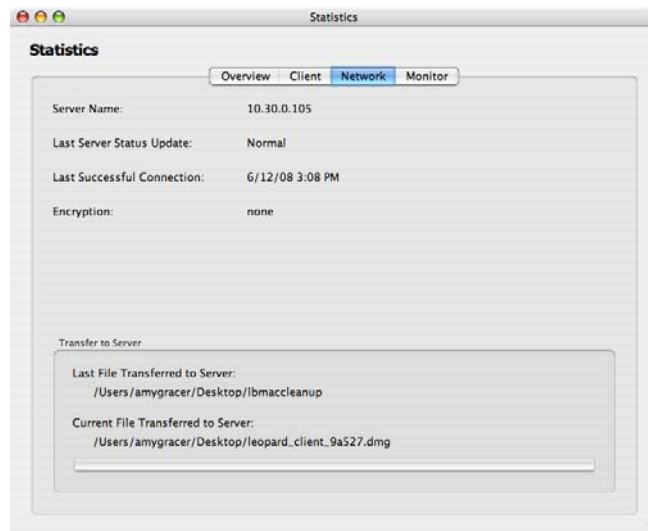 Statistics
Statistics
Overview Client Network Monitor
Server Name: 10.30.0.105
Last Server Status Update: Normal
Last Successful Connection: 6/12/08 3:08 PM
Encryption: none
Transfer to Server
Last File Transferred to Server:
/Users/amygracer/Desktop/lbmaccleanup
Current File Transferred to Server:
/Users/amygracer/Desktop/leopard_client_9a527.dmg